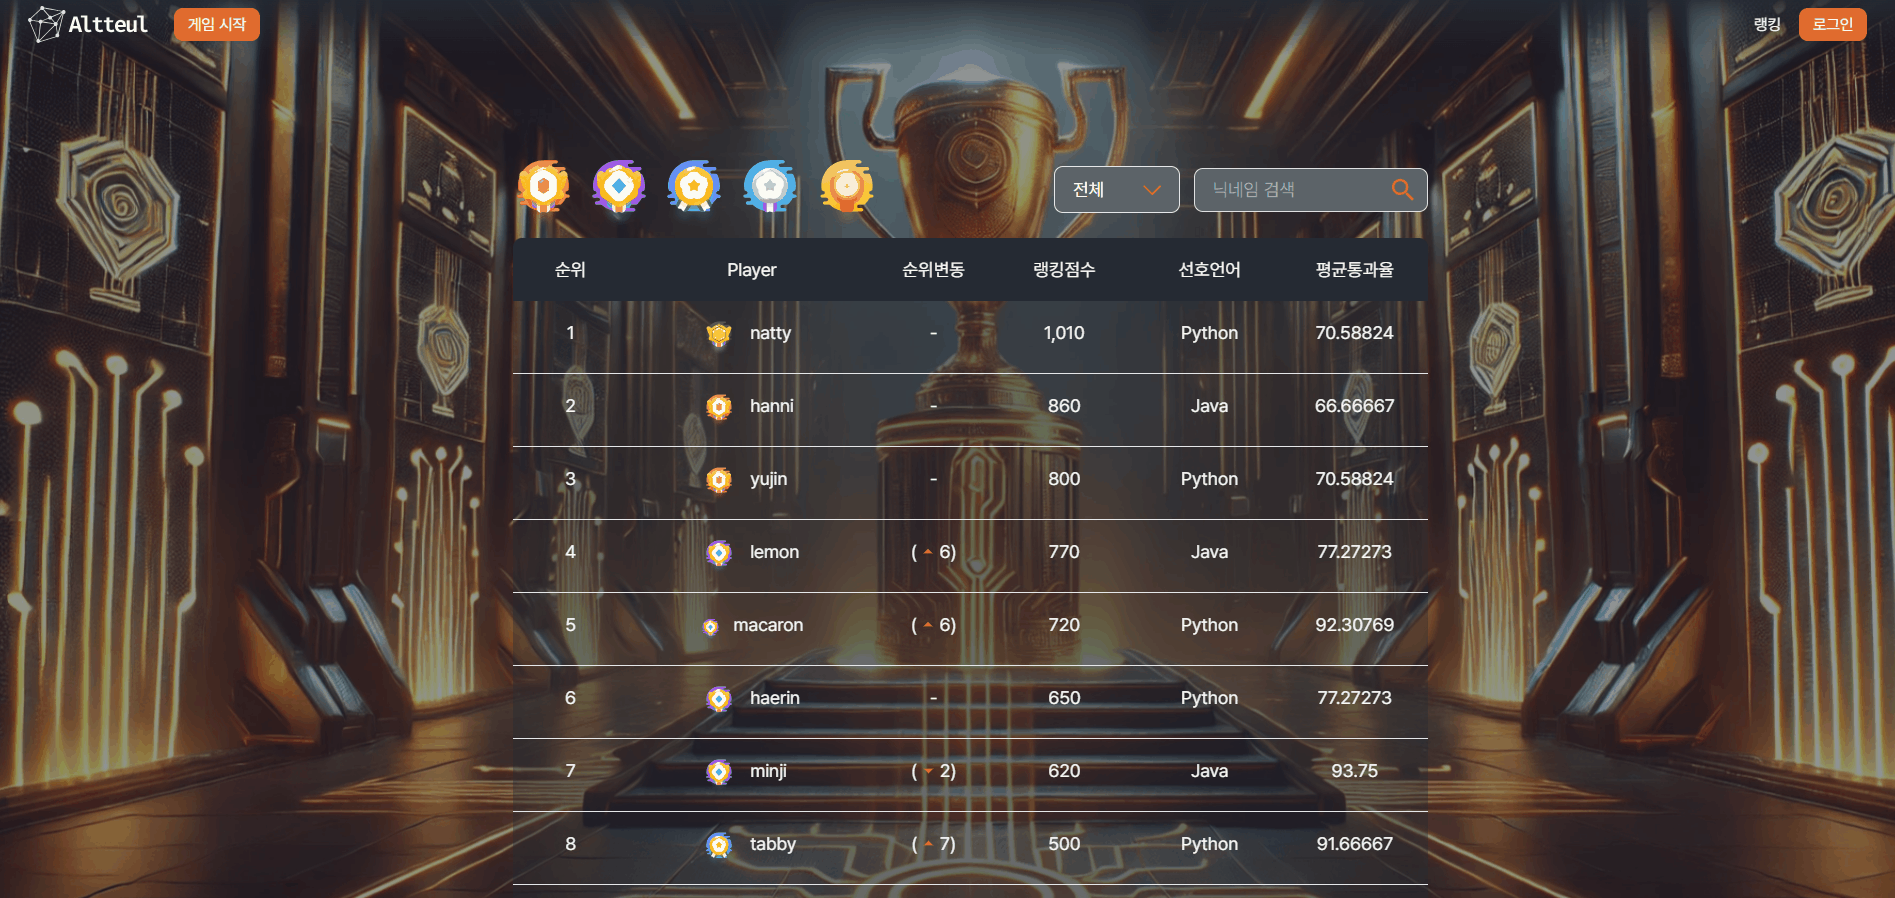 Altteul 게임 시작 랭킹 로그인
전체 닉네임 검색
순위 Player 순위변동 랭킹점수 선호언어 평균통과율
1 natty - 1,010 Python 70.58824
2 hanni - 860 Java 66.66667
3 yujin - 800 Python 70.58824
4 lemon (▲ 6) 770 Java 77.27273
5 macaron (▲ 6) 720 Python 92.30769
6 haerin - 650 Python 77.27273
7 minji (▼ 2) 620 Java 93.75
8 tabby (▲ 7) 500 Python 91.66667